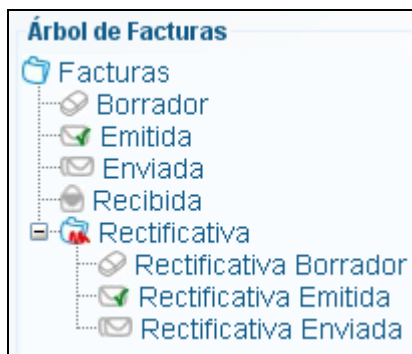 Árbol de Facturas
Facturas
Borrador
Emitida
Enviada
Recibida
Rectificativa
Rectificativa Borrador
Rectificativa Emitida
Rectificativa Enviada